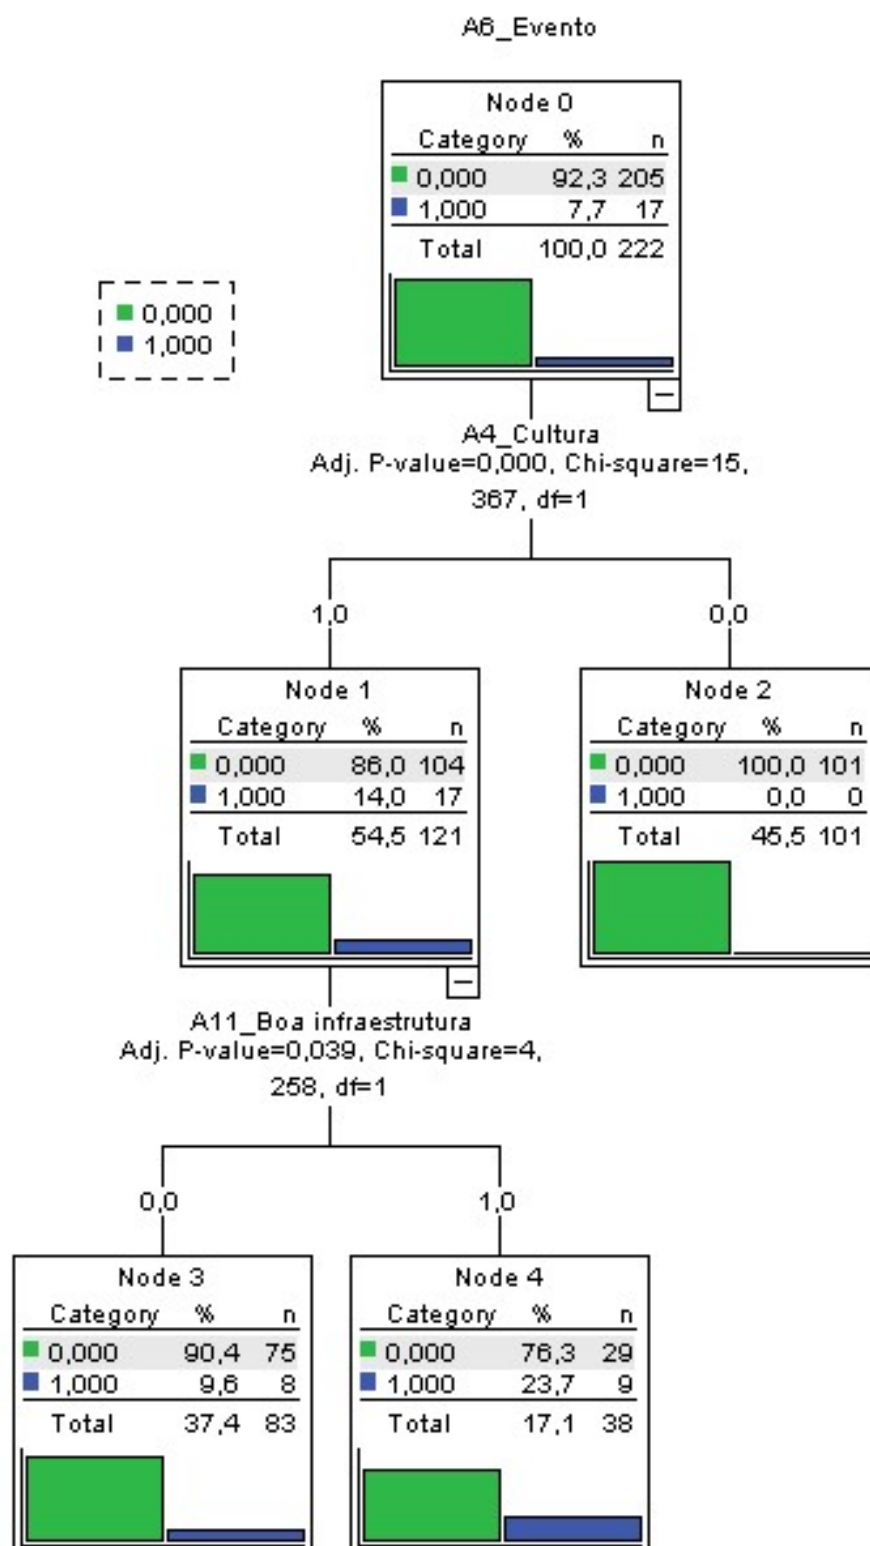 A6_Evento
Node 0
Category % n
0,000 92,3 205
1,000 7,7 17
Total 100,0 222
0,000
1,000
A4_Cultura
Adj. P-value=0,000, Chi-square=15,
367, df=1
1,0
0,0
Node 1
Category % n
0,000 86,0 104
1,000 14,0 17
Total 54,5 121
Node 2
Category % n
0,000 100,0 101
1,000 0,0 0
Total 45,5 101
A11_Boa infraestrutura
Adj. P-value=0,039, Chi-square=4,
258, df=1
0,0
1,0
Node 3
Category % n
0,000 90,4 75
1,000 9,6 8
Total 37,4 83
Node 4
Category % n
0,000 76,3 29
1,000 23,7 9
Total 17,1 38